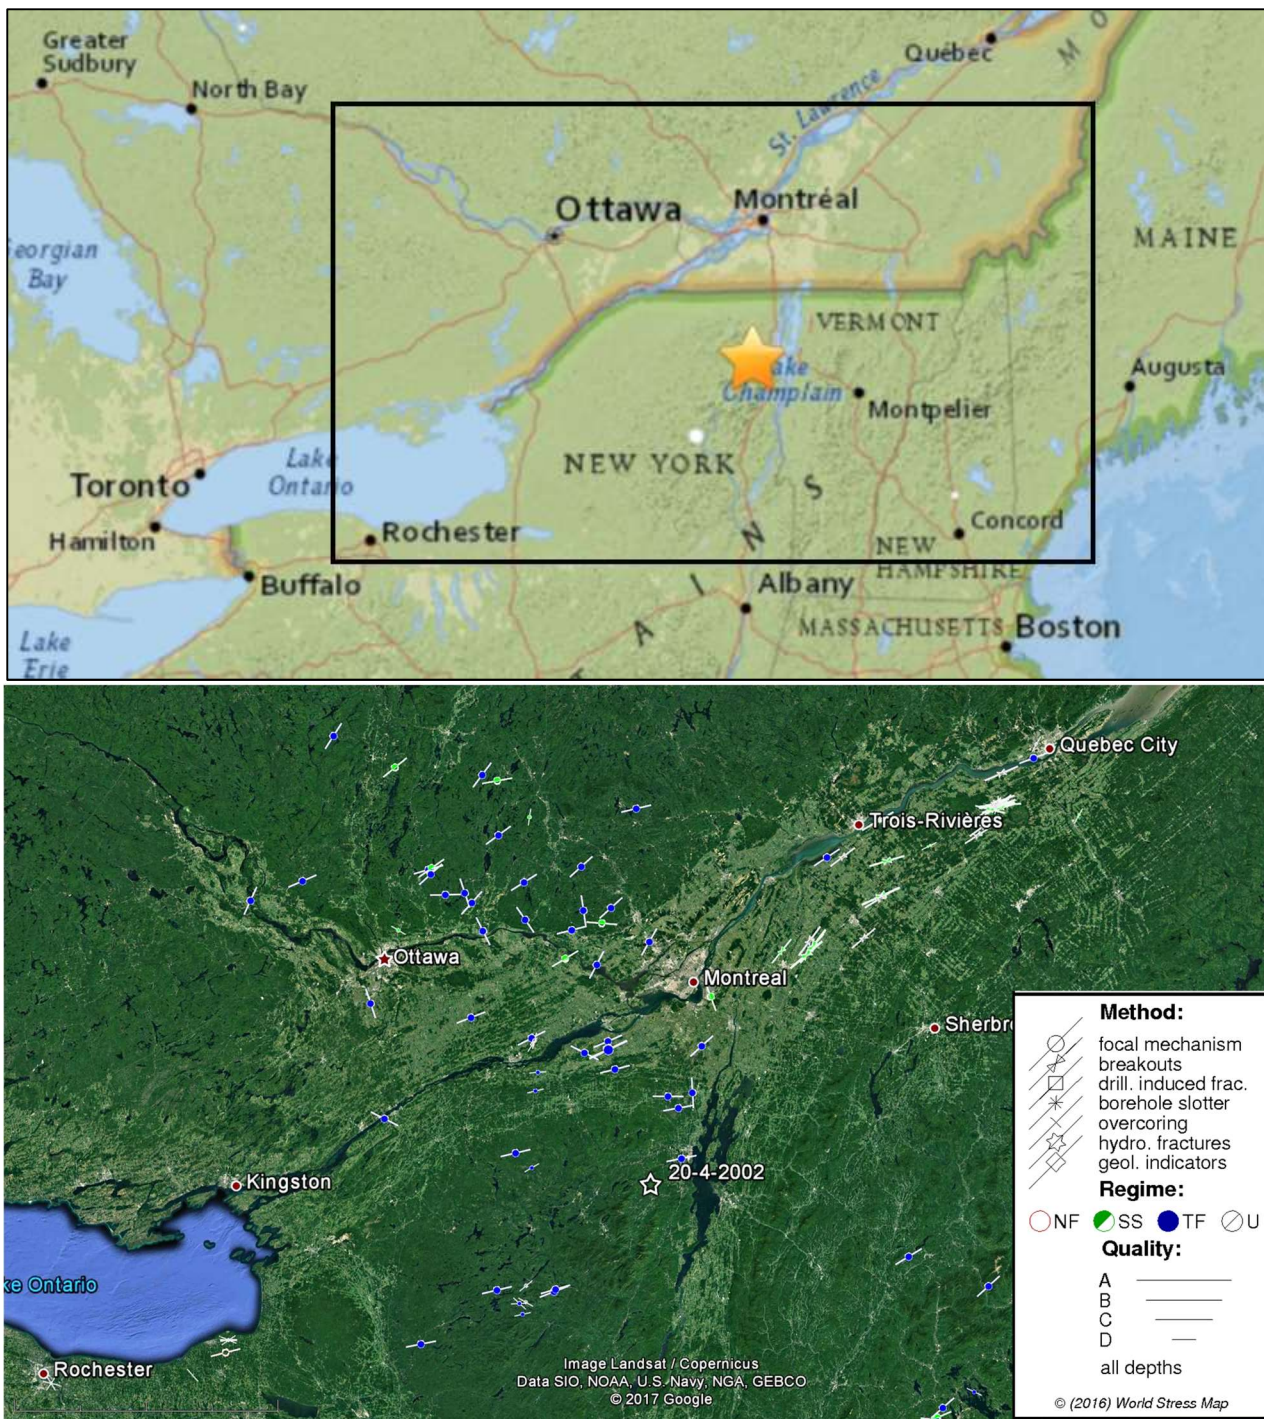 Greater
Sudbury
North Bay
Québec
M
O
St. Lawrence
Ottawa
Montréal
MAINE
Georgian
Bay
VERMONT
Lake
Champlain
Augusta
Montpelier
NEW YORK
Lake
Ontario
Toronto
S
Hamilton
Rochester
Concord
N
NEW
HAMPSHIRE
Buffalo
I
Albany
A
MASSACHUSETTS
Boston
Lake
Erie
T
Quebec City
Trois-Rivières
Ottawa
Montreal
Sherbro
Kingston
20-4-2002
ke Ontario
Rochester
Image Landsat / Copernicus
Data SIO, NOAA, U.S. Navy, NGA, GEBCO
© 2017 Google
Method:
focal mechanism
breakouts
drill. induced frac.
borehole slotter
overcoring
hydro. fractures
geol. indicators
Regime:
NF SS TF U
Quality:
A
B
C
D
all depths
© (2016) World Stress Map